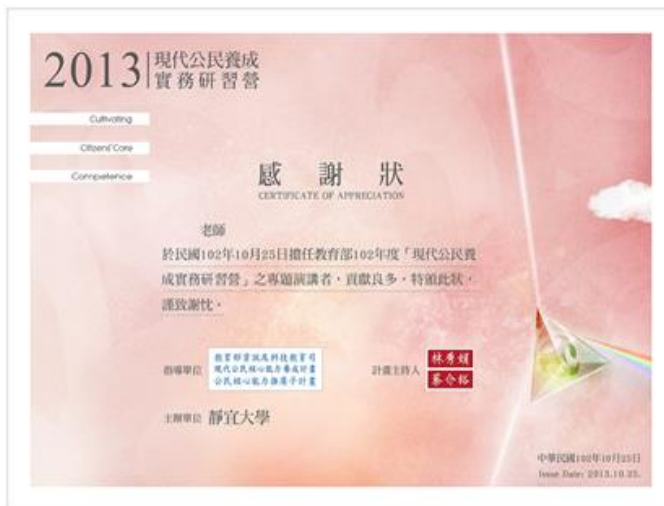 2013
現代公民養成
實務研習營
Cultivating
Citizens'Core
Competence
感謝狀
CERTIFICATE OF APPRECIATION
老師
於民國102年10月25日擔任教育部102年度「現代公民養
成實務研習營」之專題演講者，貢獻良多，特頒此狀，
謹致謝忱。
指導單位
教育部資訊及科技教育司
現代公民核心能力養成計畫
公民核心能力推廣子計畫
計畫主持人
林秀娟
蔡介裕
主辦單位 靜宜大學
中華民國102年10月25日
Issue Date: 2013.10.25.